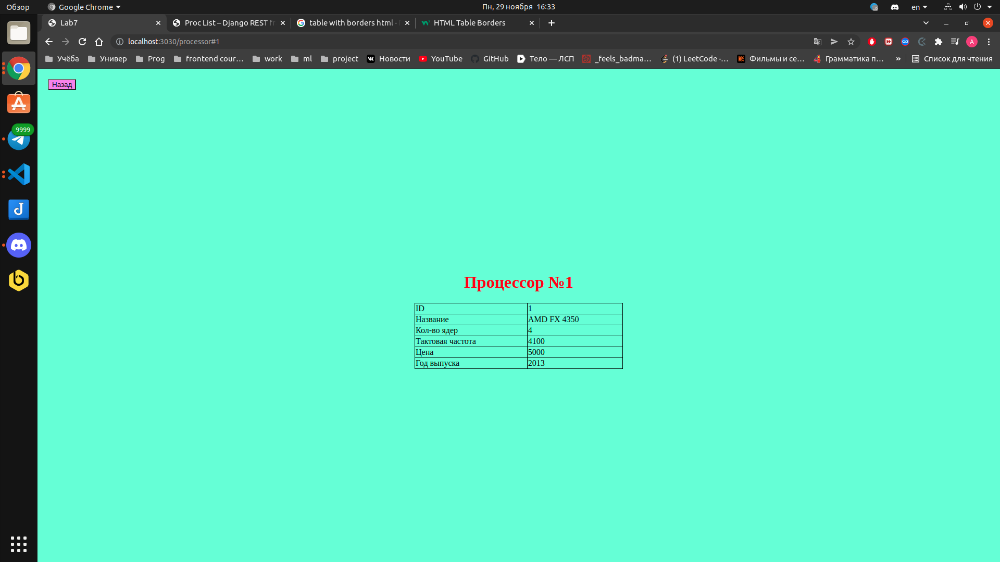 Обзор Google Chrome Пн, 29 ноября 16:33 en
Lab7 Proc List – Django REST fr table with borders html - HTML Table Borders
localhost:3030/processor#1 A
Учёба Универ Prog frontend cour… work ml project Новости YouTube GitHub Тело — ЛСП _feels_badma… (1) LeetCode -… Фильмы и се… Грамматика п… » Список для чтения
Назад
9999
Процессор №1
ID 1
Название AMD FX 4350
Кол-во ядер 4
Тактовая частота 4100
Цена 5000
Год выпуска 2013